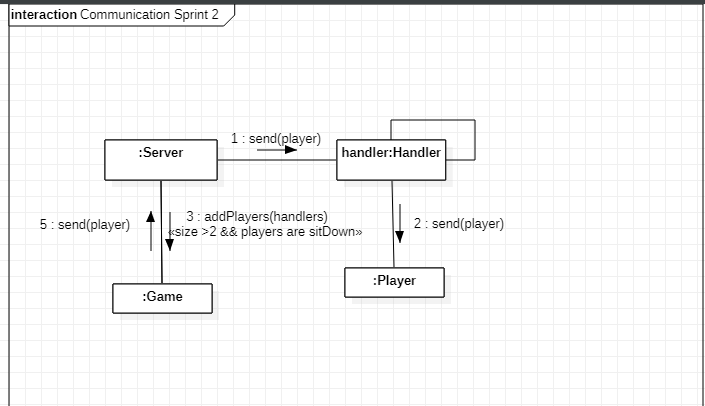 interaction Communication Sprint 2
1 : send(player)
:Server
handler:Handler
3 : addPlayers(handlers)
«size >2 && players are sitDown»
5 : send(player)
2 : send(player)
:Game
:Player